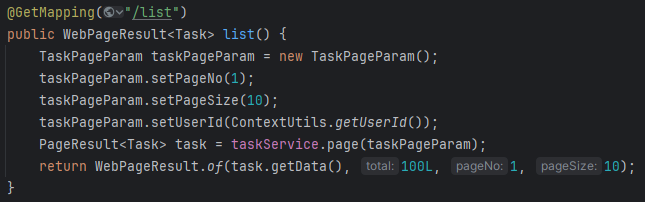 @GetMapping("/list")
public WebPageResult<Task> list() {
TaskPageParam taskPageParam = new TaskPageParam();
taskPageParam.setPageNo(1);
taskPageParam.setPageSize(10);
taskPageParam.setUserId(ContextUtils.getUserId());
PageResult<Task> task = taskService.page(taskPageParam);
return WebPageResult.of(task.getData(), total: 100L, pageNo: 1, pageSize: 10);
}